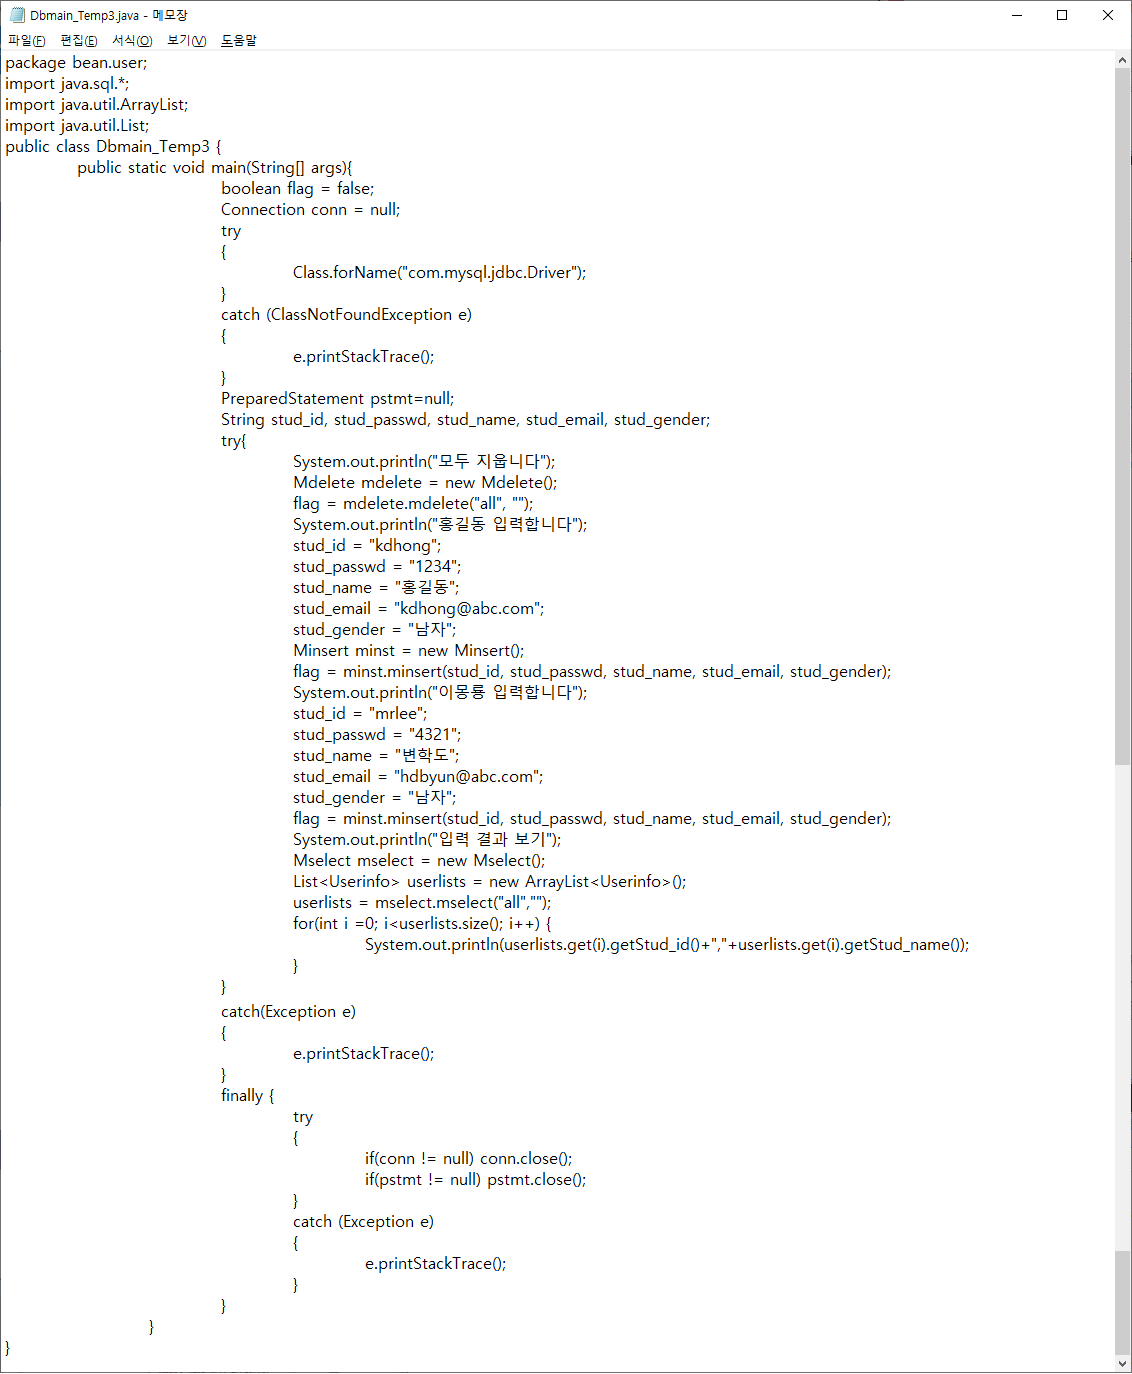 Dbmain_Temp3.java - 메모장
파일(F) 편집(E) 서식(O) 보기(V) 도움말
package bean.user;
import java.sql.*;
import java.util.ArrayList;
import java.util.List;
public class Dbmain_Temp3 {
public static void main(String[] args){
boolean flag = false;
Connection conn = null;
try
{
Class.forName("com.mysql.jdbc.Driver");
}
catch (ClassNotFoundException e)
{
e.printStackTrace();
}
PreparedStatement pstmt=null;
String stud_id, stud_passwd, stud_name, stud_email, stud_gender;
try{
System.out.println("모두 지웁니다");
Mdelete mdelete = new Mdelete();
flag = mdelete.mdelete("all", "");
System.out.println("홍길동 입력합니다");
stud_id = "kdhong";
stud_passwd = "1234";
stud_name = "홍길동";
stud_email = "kdhong@abc.com";
stud_gender = "남자";
Minsert minst = new Minsert();
flag = minst.minsert(stud_id, stud_passwd, stud_name, stud_email, stud_gender);
System.out.println("이몽룡 입력합니다");
stud_id = "mrlee";
stud_passwd = "4321";
stud_name = "변학도";
stud_email = "hdbyun@abc.com";
stud_gender = "남자";
flag = minst.minsert(stud_id, stud_passwd, stud_name, stud_email, stud_gender);
System.out.println("입력 결과 보기");
Mselect mselect = new Mselect();
List<Userinfo> userlists = new ArrayList<Userinfo>();
userlists = mselect.mselect("all","");
for(int i =0; i<userlists.size(); i++) {
System.out.println(userlists.get(i).getStud_id()+","+userlists.get(i).getStud_name());
}
}
catch(Exception e)
{
e.printStackTrace();
}
finally {
try
{
if(conn != null) conn.close();
if(pstmt != null) pstmt.close();
}
catch (Exception e)
{
e.printStackTrace();
}
}
}
}